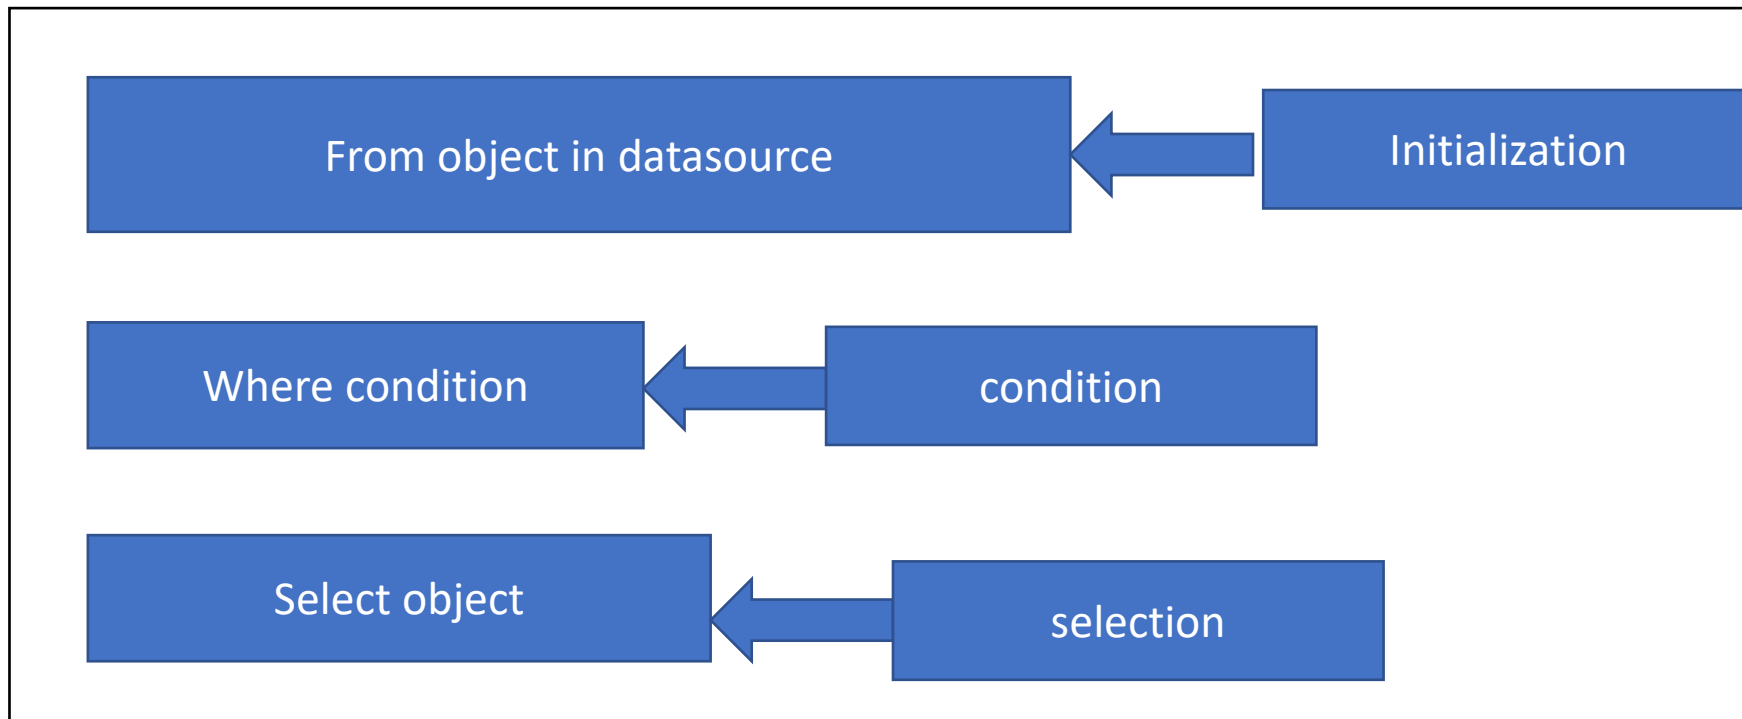 From object in datasource
Initialization
Where condition
condition
Select object
selection